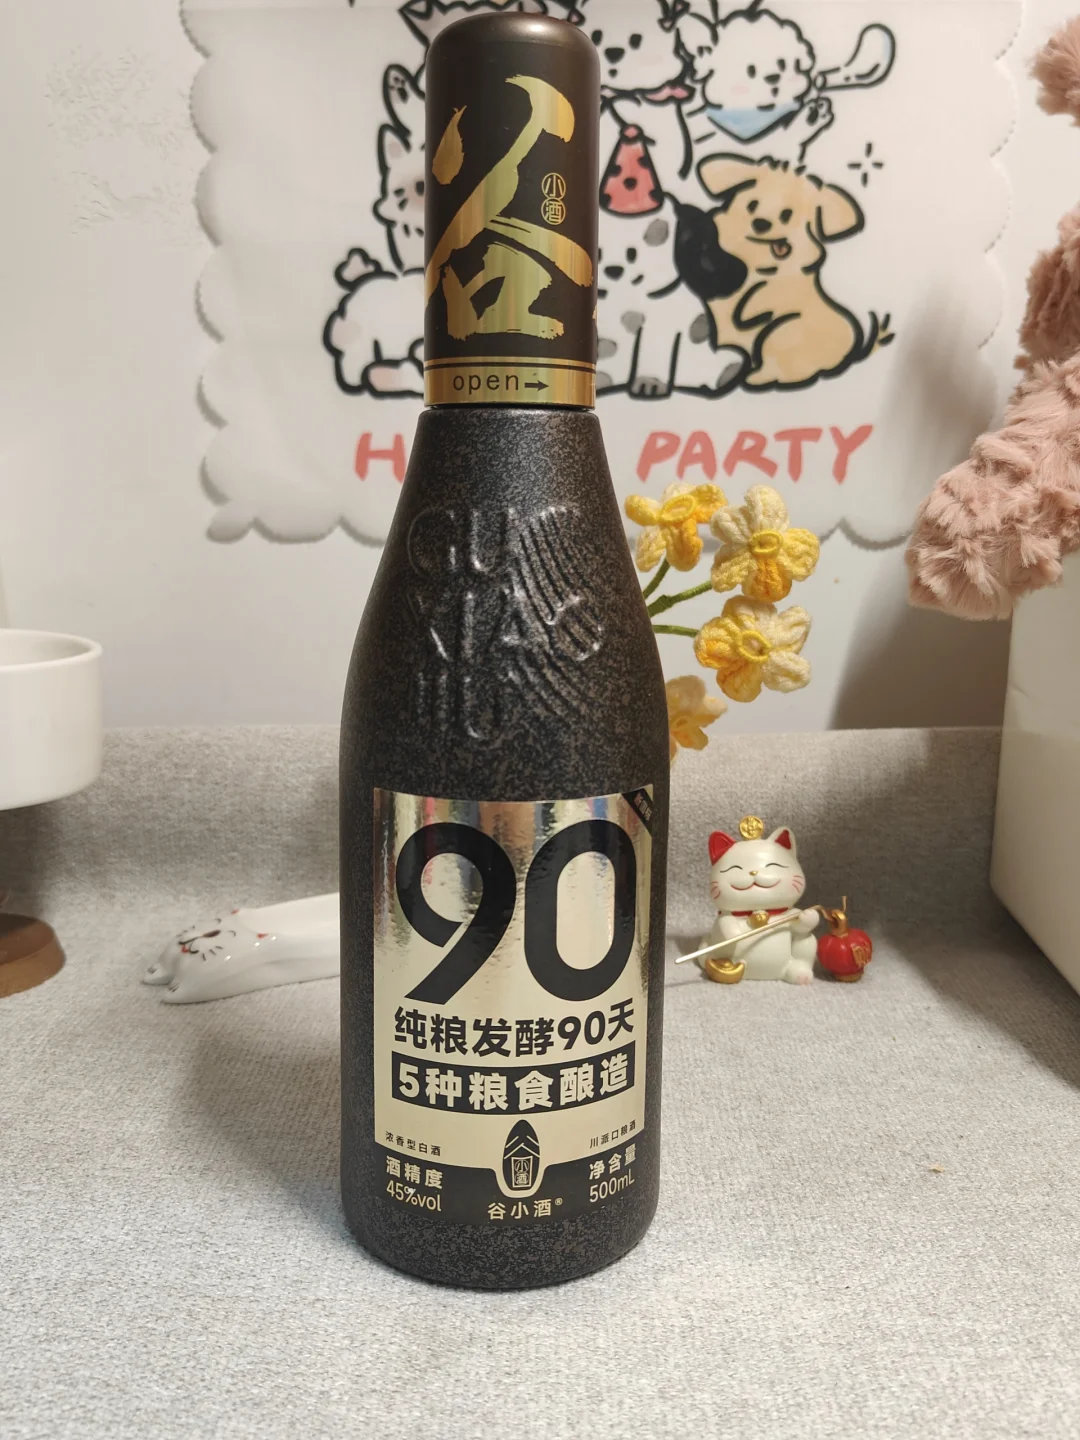 谷
小酒
open→
H PARTY
GU
XIAO
JIU
90
纯粮发酵90天
5种粮食酿造
浓香型白酒
川派口粮酒
小酒
酒精度
45%vol
净含量
500mL
谷小酒®